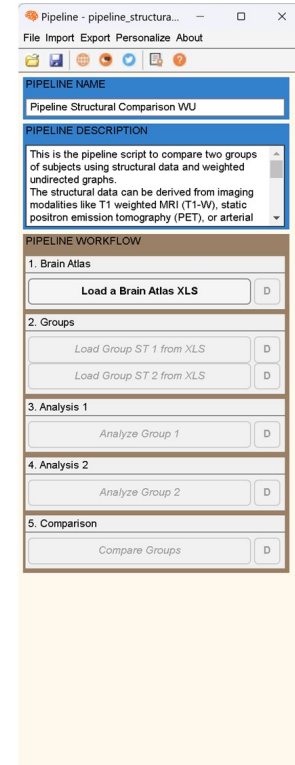 Pipeline - pipeline_structura...
File Import Export Personalize About
PIPELINE NAME
Pipeline Structural Comparison WU
PIPELINE DESCRIPTION
This is the pipeline script to compare two groups
of subjects using structural data and weighted
undirected graphs.
The structural data can be derived from imaging
modalities like T1 weighted MRI (T1-W), static
positron emission tomography (PET), or arterial
PIPELINE WORKFLOW
1. Brain Atlas
Load a Brain Atlas XLS D
2. Groups
Load Group ST 1 from XLS D
Load Group ST 2 from XLS D
3. Analysis 1
Analyze Group 1 D
4. Analysis 2
Analyze Group 2 D
5. Comparison
Compare Groups D